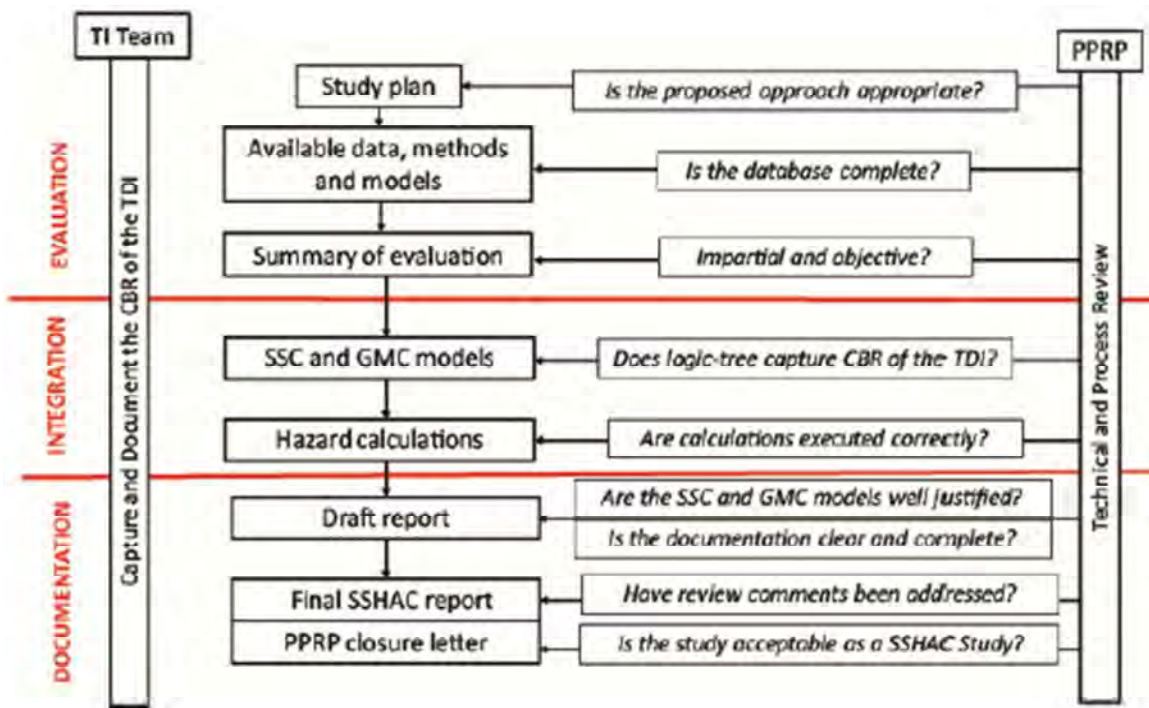 TI Team
PPRP
Study plan
Is the proposed approach appropriate?
Available data, methods
and models
Is the database complete?
Summary of evaluation
Impartial and objective?
SSC and GMC models
Does logic-tree capture CBR of the TDI?
Hazard calculations
Are calculations executed correctly?
Draft report
Are the SSC and GMC models well justified?
Is the documentation clear and complete?
Final SSHAC report
Have review comments been addressed?
PPRP closure letter
Is the study acceptable as a SSHAC Study?
EVALUATION
INTEGRATION
DOCUMENTATION
Capture and Document the CBR of the TDI
Technical and Process Review